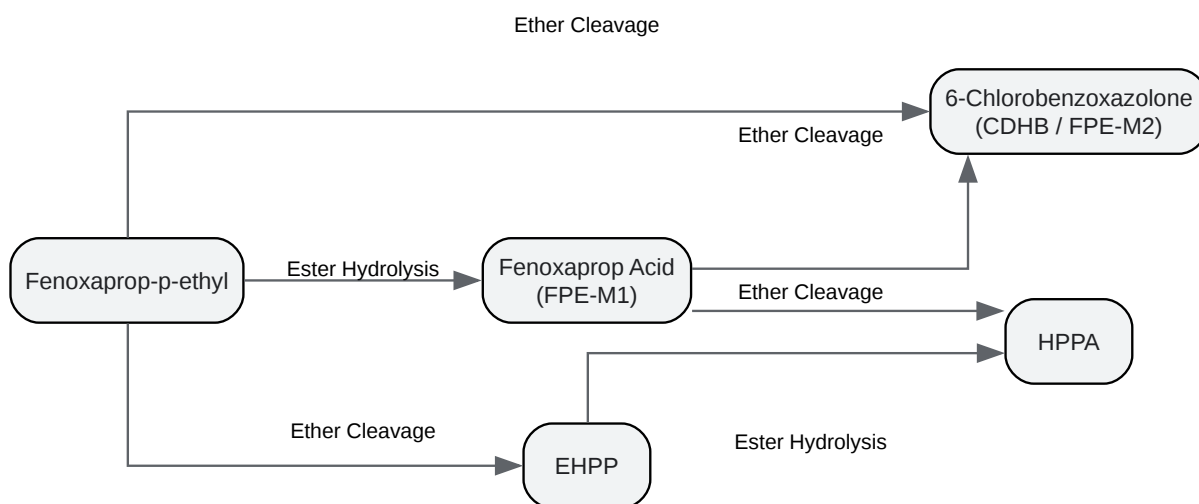 Ether Cleavage
6-Chlorobenzoxazolone
(CDHB / FPE-M2)
Ether Cleavage
Fenoxaprop-p-ethyl
Ester Hydrolysis
Fenoxaprop Acid
(FPE-M1)
Ether Cleavage
HPPA
Ether Cleavage
EHPP
Ester Hydrolysis